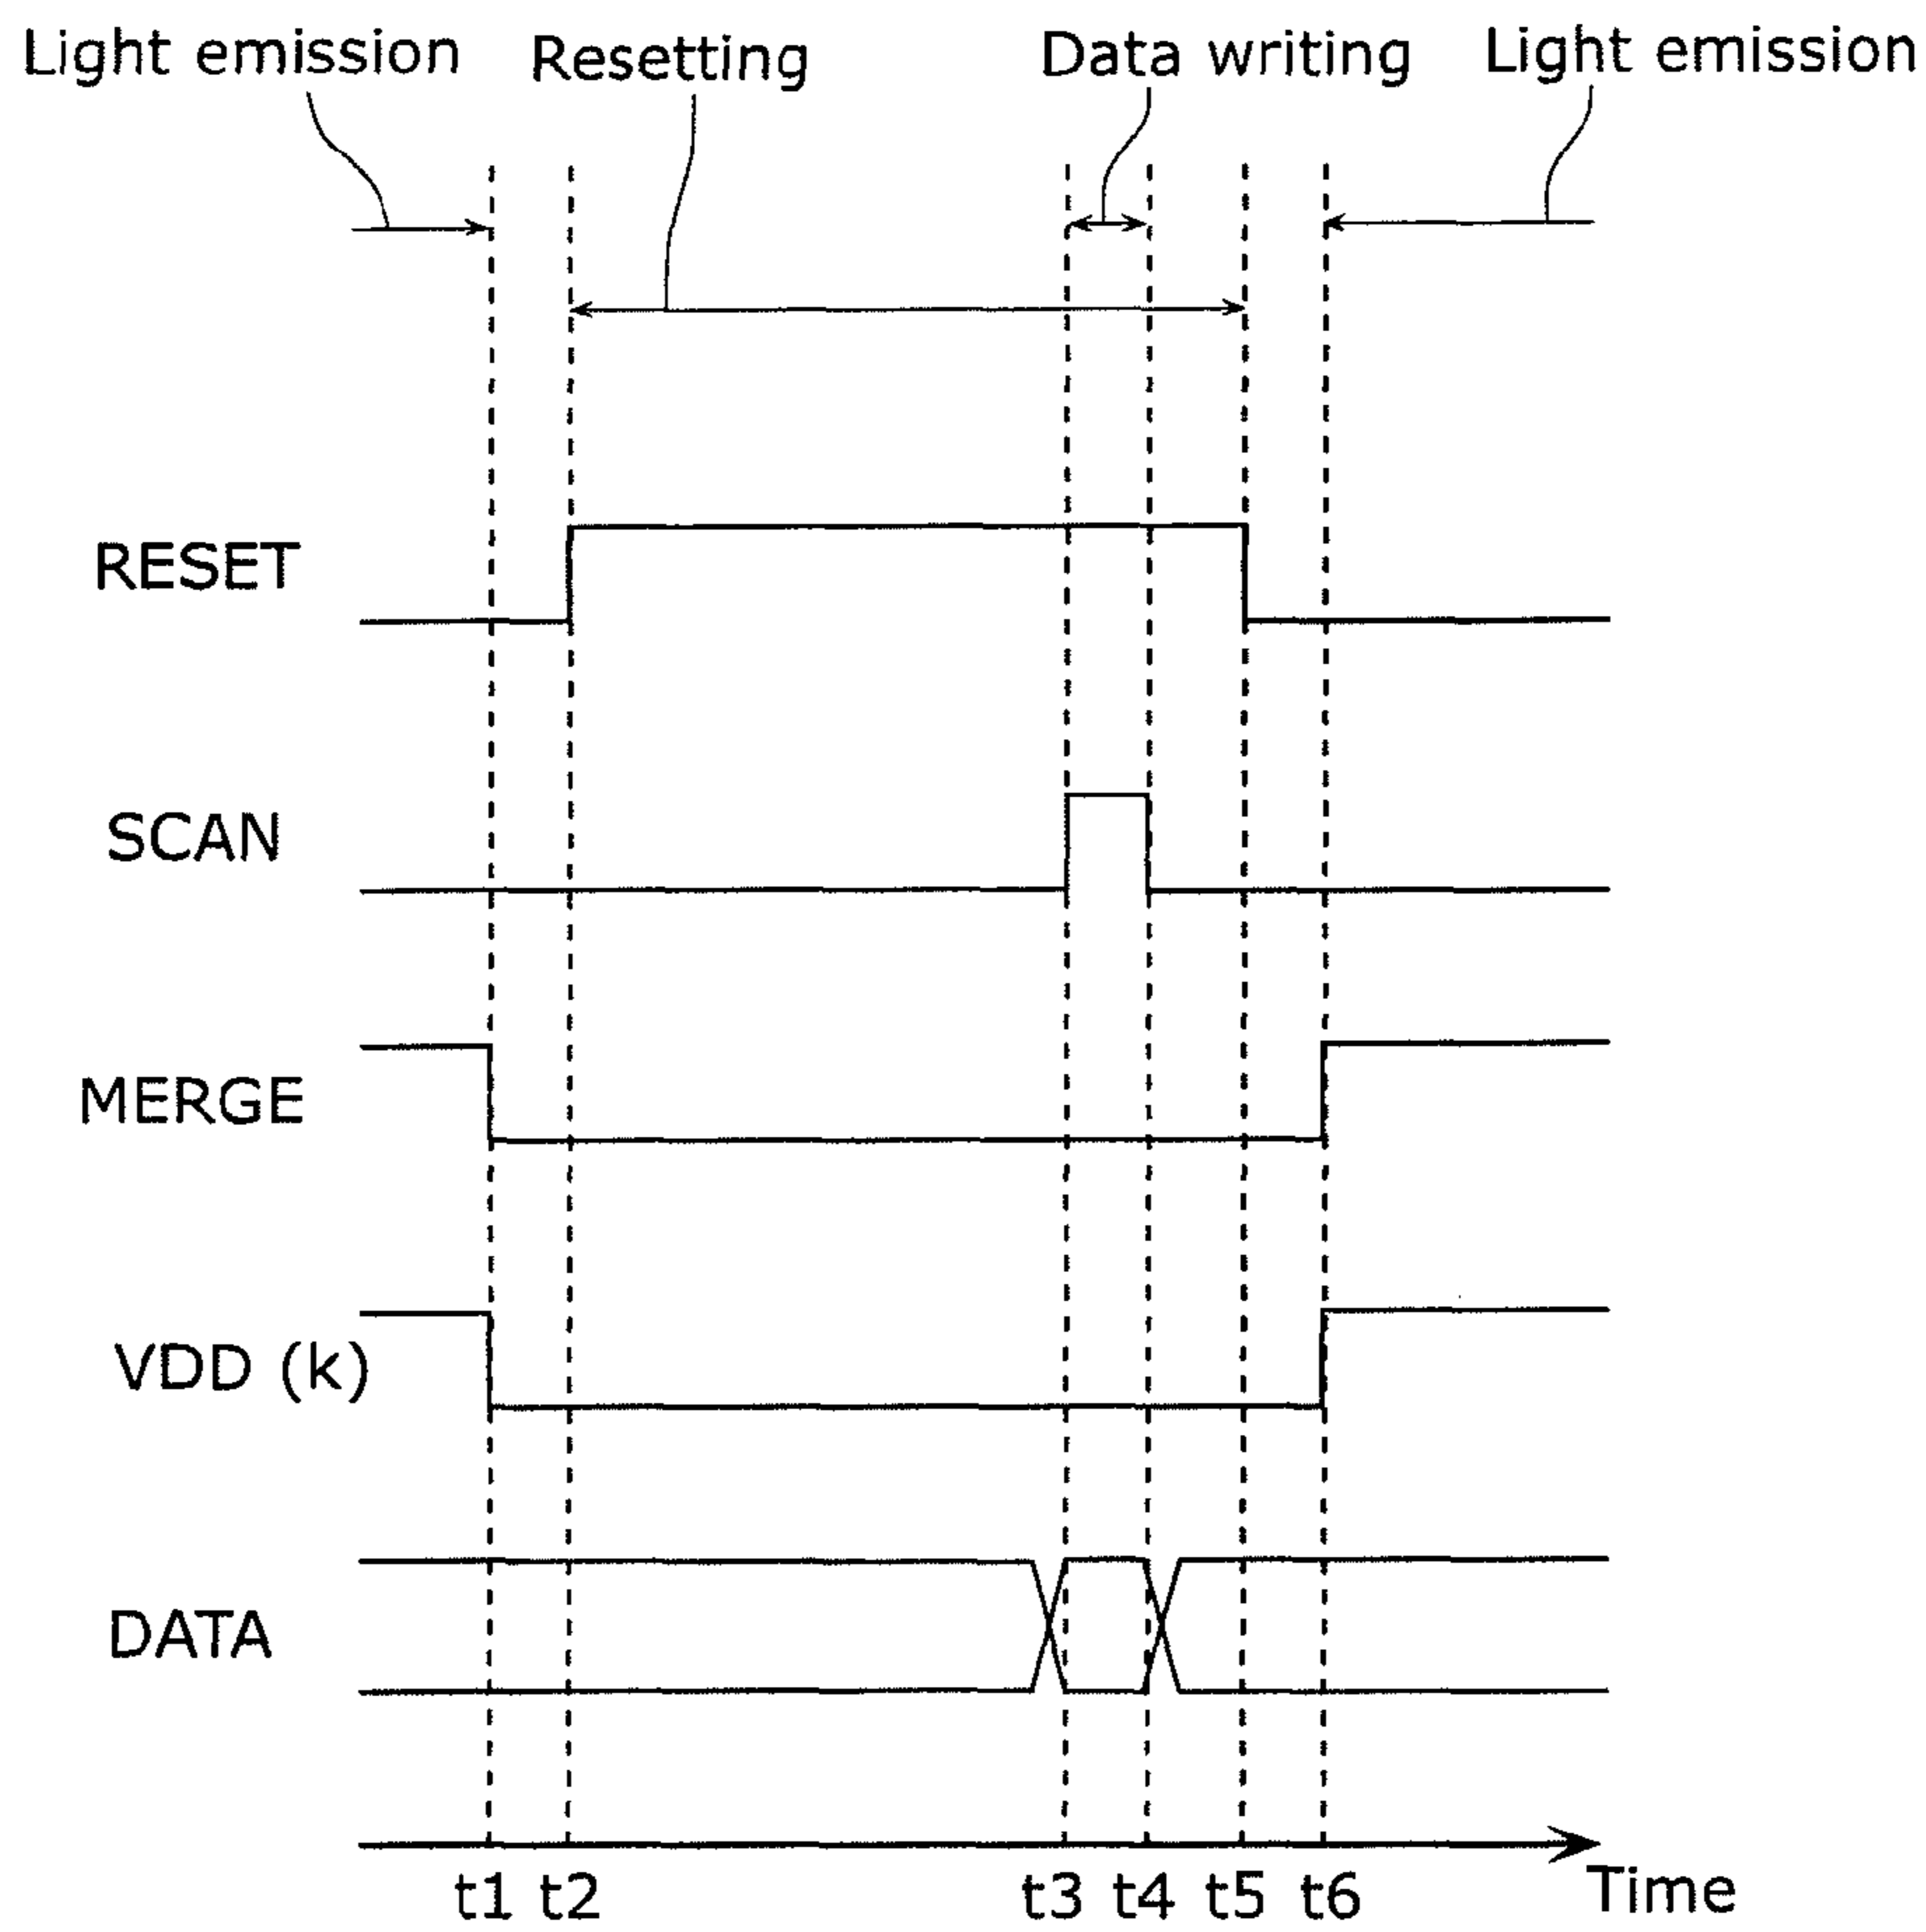 Light emission Resetting Data writing Light emission
RESET
SCAN
MERGE
VDD (k)
DATA
t1 t2 t3 t4 t5 t6 Time